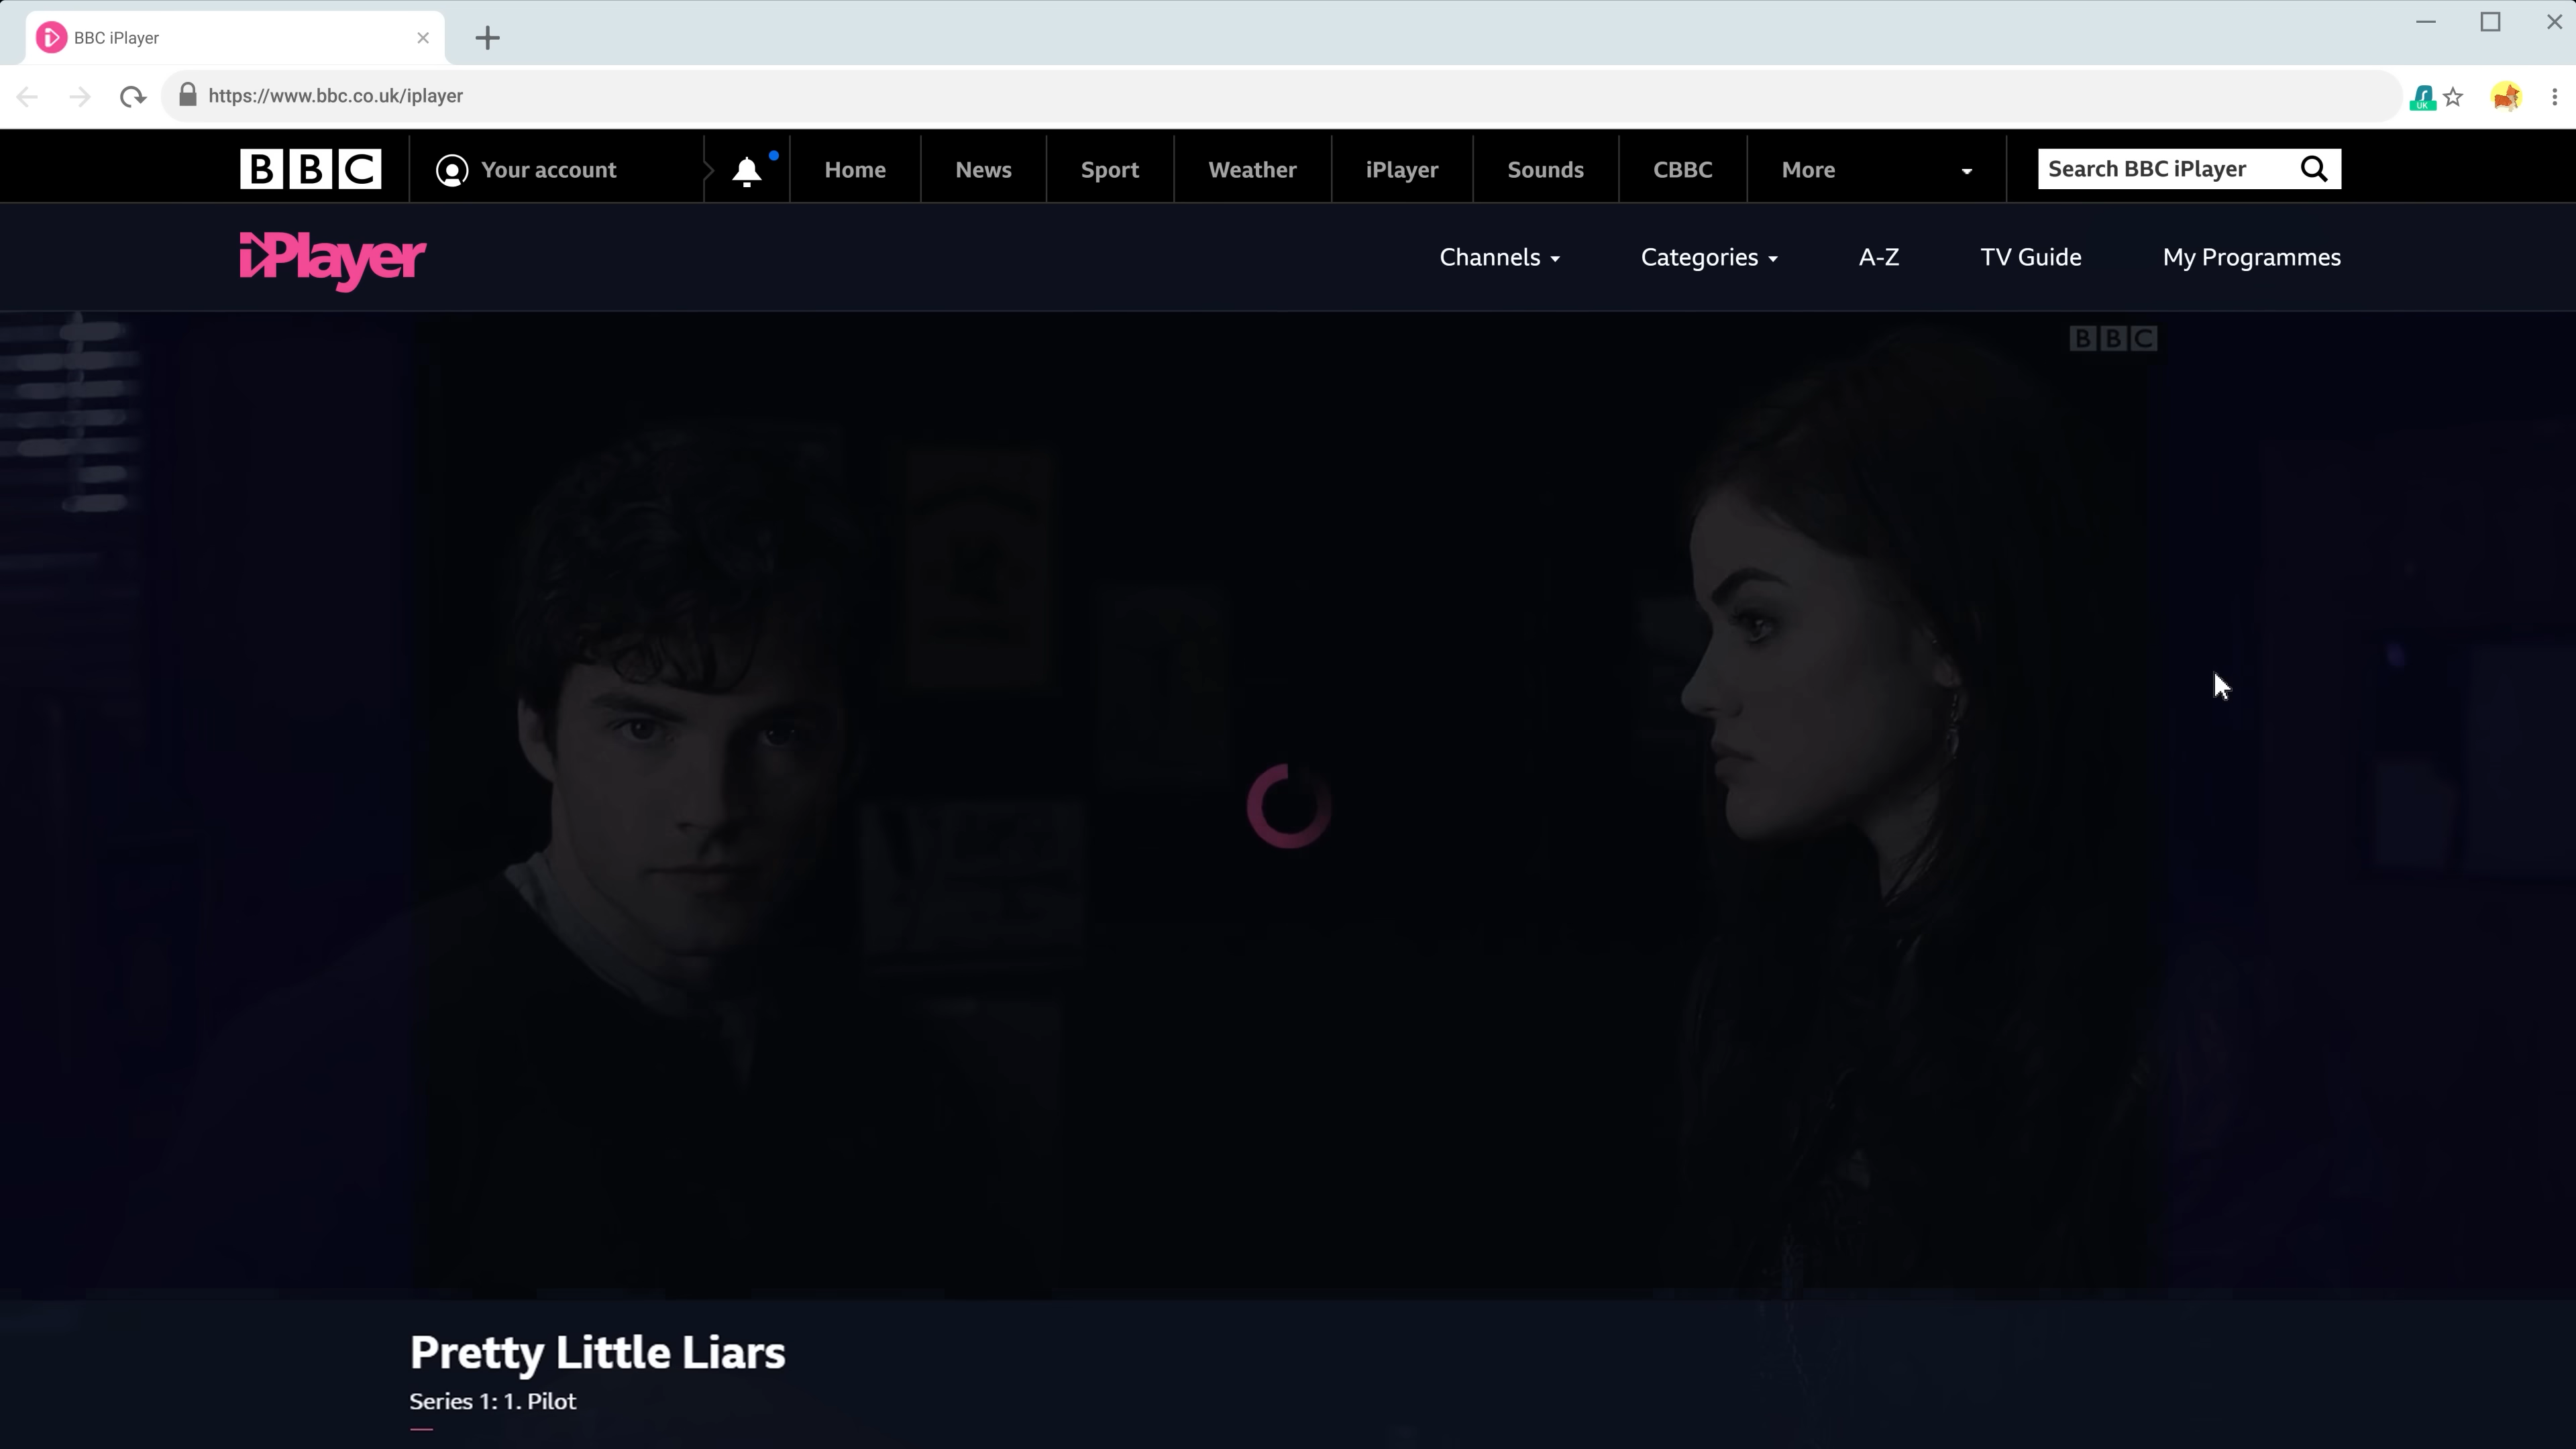 BBC iPlayer
https://www.bbc.co.uk/iplayer
UK
BBC Your account Home News Sport Weather iPlayer Sounds CBBC More Search BBC iPlayer
iPlayer Channels Categories A-Z TV Guide My Programmes
BBC
Pretty Little Liars
Series 1: 1. Pilot